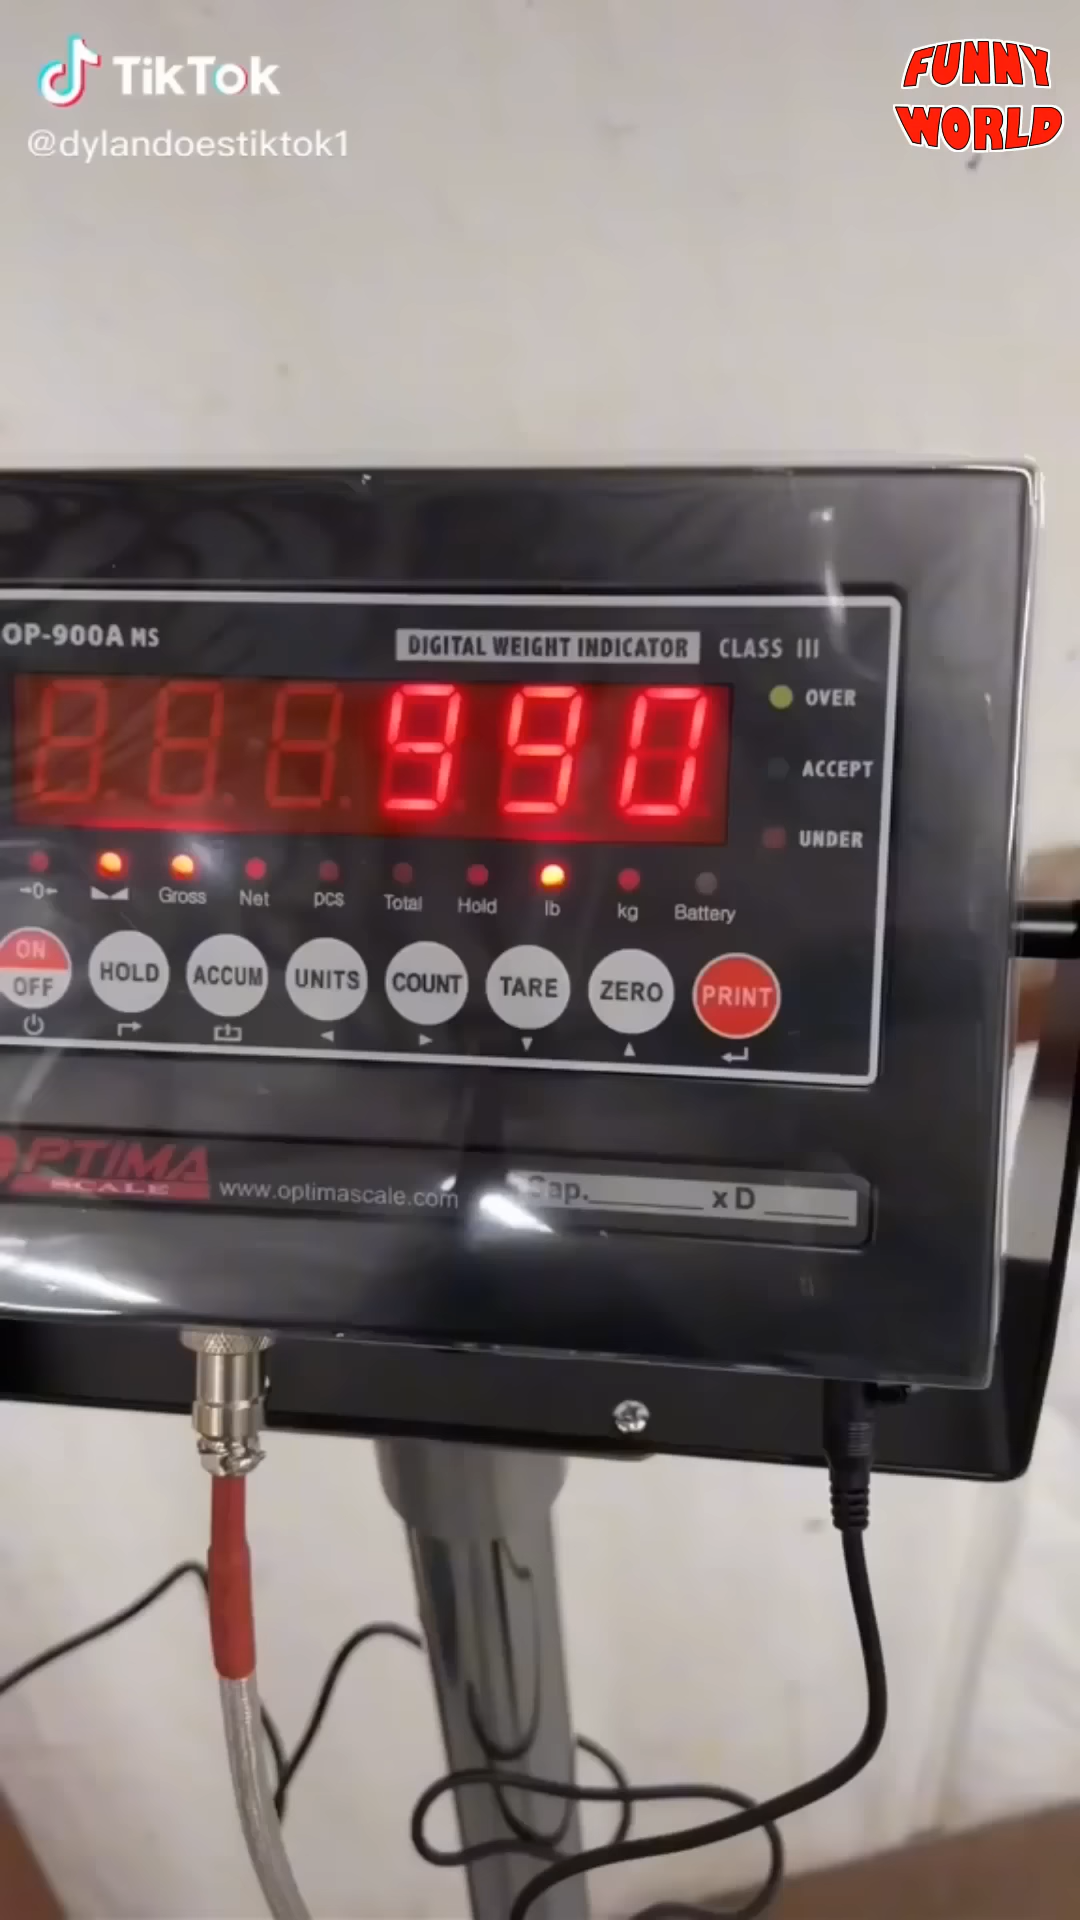 TikTok
@dylandoestiktok1
FUNNY
WORLD
OP-900A MS
DIGITAL WEIGHT INDICATOR CLASS III
990
OVER
ACCEPT
UNDER
→0← Gross Net pcs Total Hold lb kg Battery
ON
OFF
HOLD ACCUM UNITS COUNT TARE ZERO PRINT
OPTIMA
SCALE
www.optimascale.com
Cap.________ x D ______